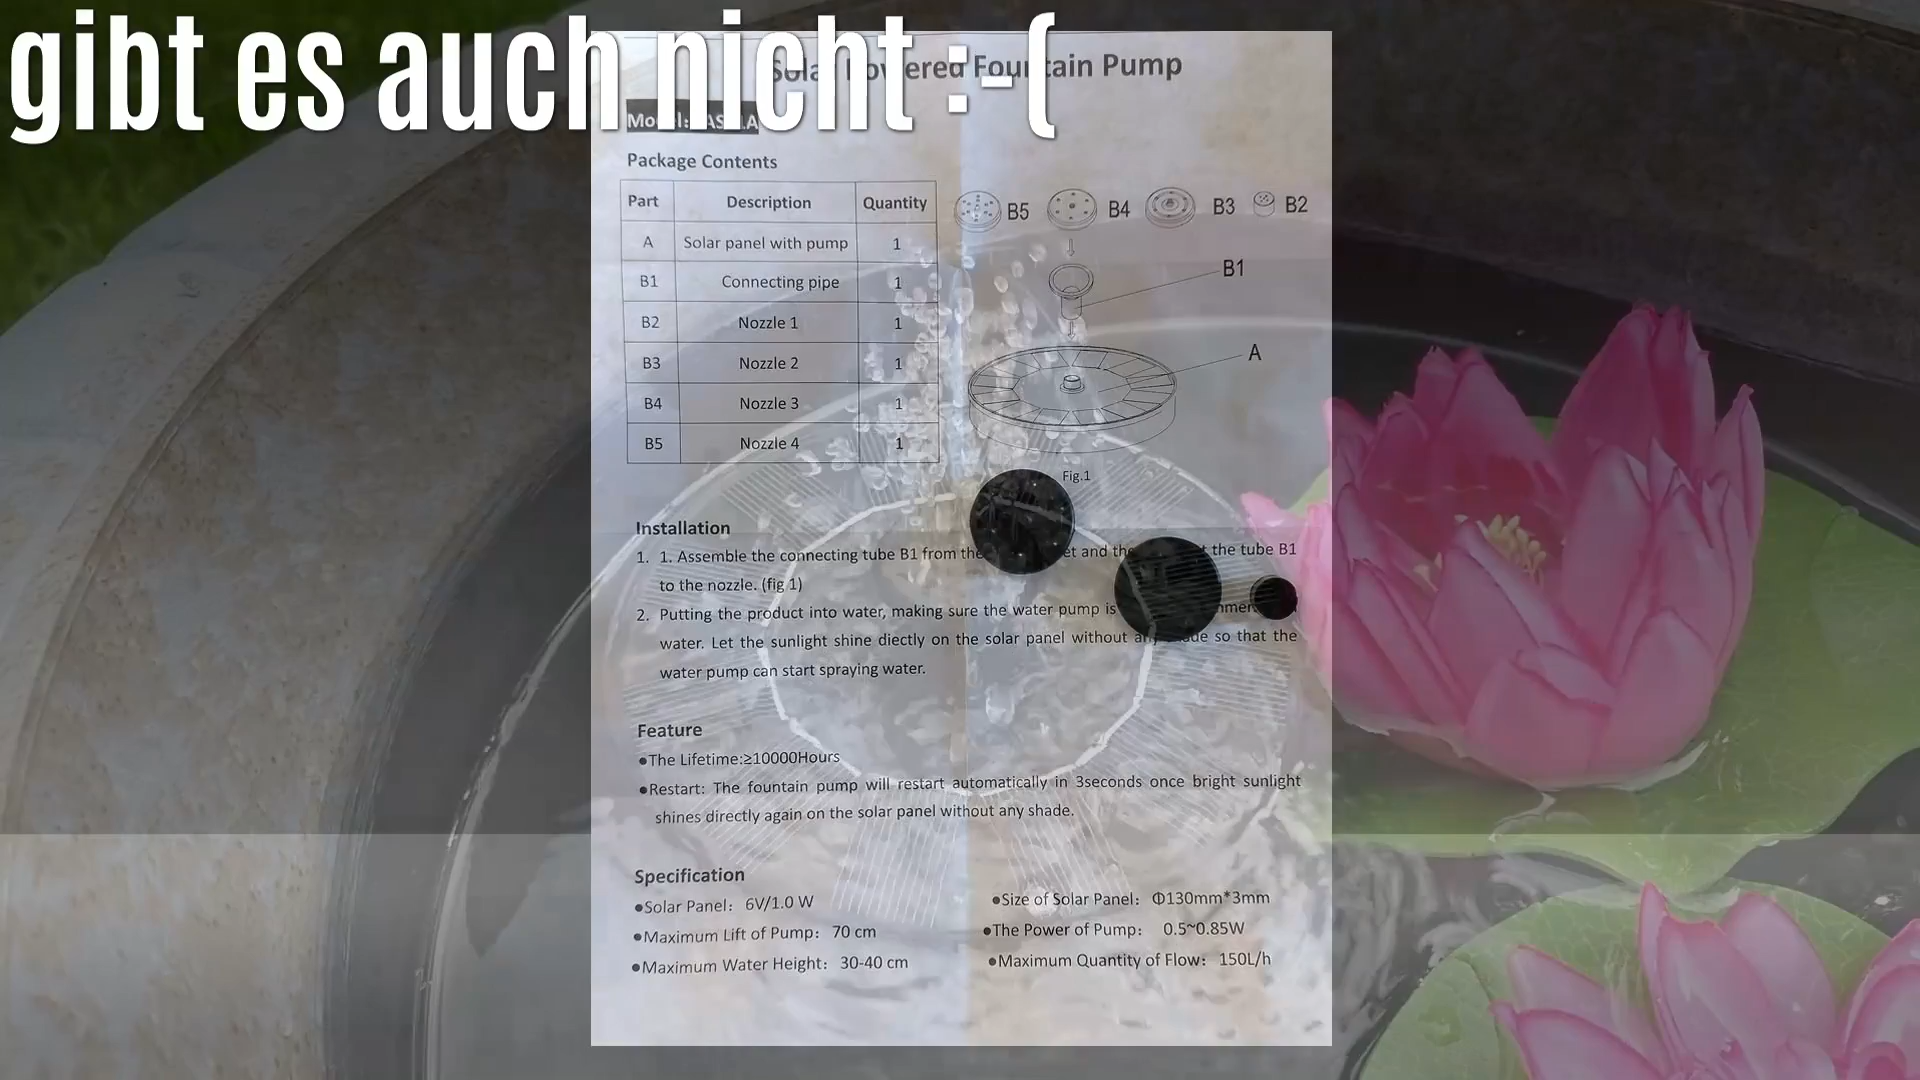 gibt es auch nicht :-(
Solar Powered Fountain Pump
Model:
Package Contents
Part Description Quantity
A Solar panel with pump 1
B1 Connecting pipe 1
B2 Nozzle 1 1
B3 Nozzle 2 1
B4 Nozzle 3 1
B5 Nozzle 4 1
B5 B4 B3 B2
B1
A
Fig.1
Installation
1. 1. Assemble the connecting tube B1 from the and the the tube B1
to the nozzle. (fig 1)
2. Putting the product into water, making sure the water pump is
water. Let the sunlight shine diectly on the solar panel without any shade so that the
water pump can start spraying water.
Feature
●The Lifetime:≥10000Hours
●Restart: The fountain pump will restart automatically in 3seconds once bright sunlight
shines directly again on the solar panel without any shade.
Specification
●Solar Panel: 6V/1.0 W
●Size of Solar Panel: Φ130mm*3mm
●Maximum Lift of Pump: 70 cm
●The Power of Pump: 0.5~0.85W
●Maximum Water Height: 30-40 cm
●Maximum Quantity of Flow: 150L/h